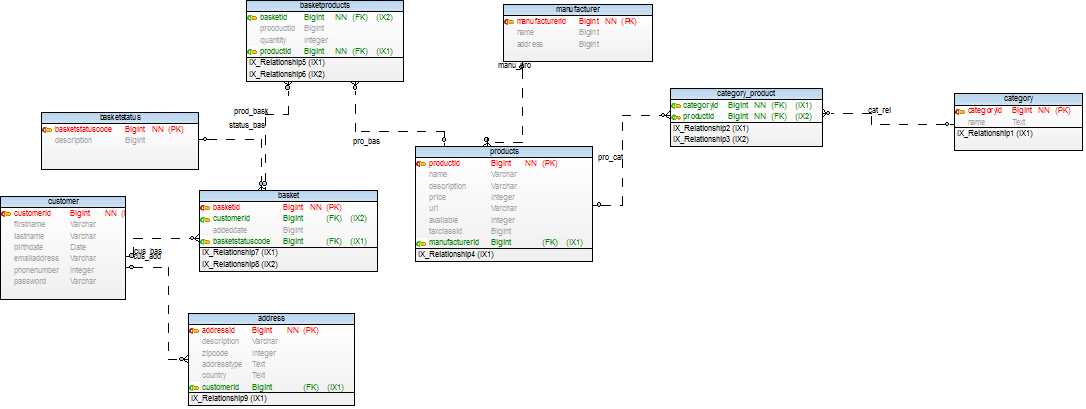 basketproducts
basketid BigInt NN (FK) (IX2)
prooductid BigInt
quantity Integer
productid BigInt NN (FK) (IX1)
IX_Relationship5 (IX1)
IX_Relationship6 (IX2)
manufacturer
manufacturerid BigInt NN (PK)
name BigInt
address BigInt
manu_pro
category_product
categoryid BigInt NN (FK) (IX1)
productid BigInt NN (FK) (IX2)
IX_Relationship2 (IX1)
IX_Relationship3 (IX2)
cat_rel
category
categoryid BigInt NN (PK)
name Text
IX_Relationship1 (IX1)
prod_bask
status_bas
basketstatus
basketstatuscode BigInt NN (PK)
description BigInt
pro_bas
products
productid BigInt NN (PK)
name Varchar
description Varchar
price Integer
url Varchar
available Integer
taxclassid BigInt
manufacturerid BigInt (FK) (IX1)
IX_Relationship4 (IX1)
pro_cat
customer
customerid BigInt NN (
firstname Varchar
lastname Varchar
birthdate Date
emailaddress Varchar
phonenumber Integer
password Varchar
basket
basketid BigInt NN (PK)
customerid BigInt (FK) (IX2)
addeddate BigInt
basketstatuscode BigInt (FK) (IX1)
IX_Relationship7 (IX1)
IX_Relationship8 (IX2)
cus_bas
cus_add
address
addressid BigInt NN (PK)
description Varchar
zipcode Integer
addresstype Text
country Text
customerid BigInt (FK) (IX1)
IX_Relationship9 (IX1)